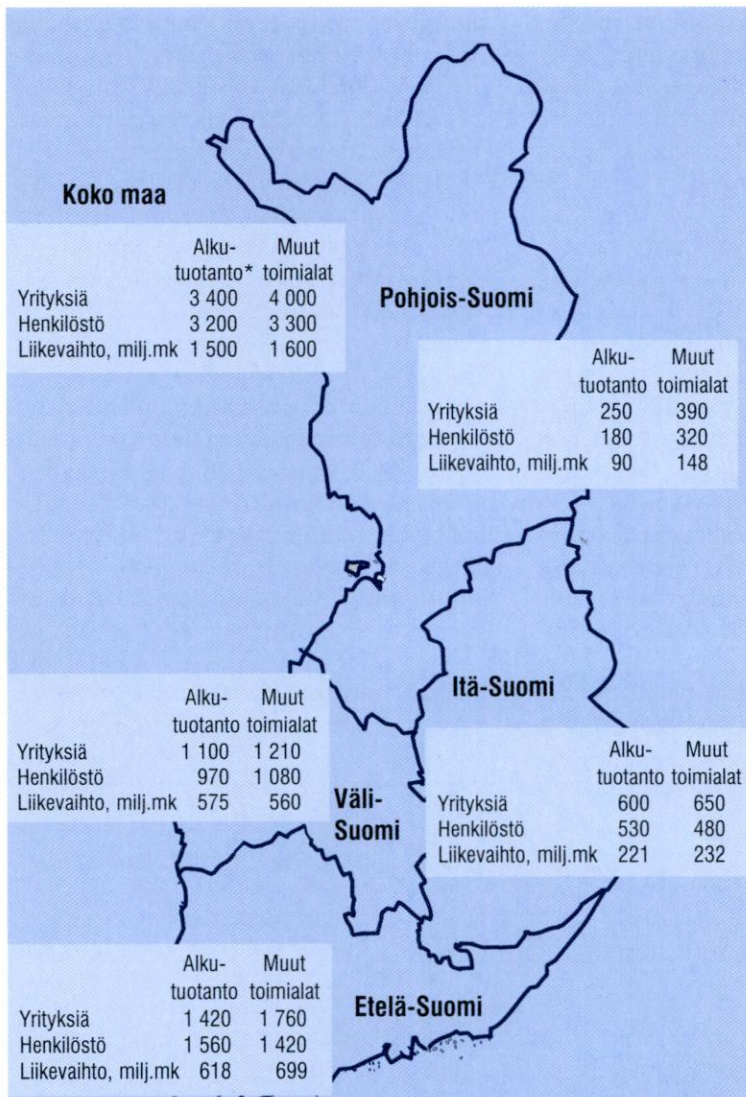 Koko maa
Alku- Muut
tuotanto* toimialat
Yrityksiä 3 400 4 000
Henkilöstö 3 200 3 300
Liikevaihto, milj.mk 1 500 1 600
Pohjois-Suomi
Alku- Muut
tuotanto toimialat
Yrityksiä 250 390
Henkilöstö 180 320
Liikevaihto, milj.mk 90 148
Itä-Suomi
Alku- Muut
tuotanto toimialat
Yrityksiä 600 650
Henkilöstö 530 480
Liikevaihto, milj.mk 221 232
Väli-
Suomi
Alku- Muut
tuotanto toimialat
Yrityksiä 1 100 1 210
Henkilöstö 970 1 080
Liikevaihto, milj.mk 575 560
Etelä-Suomi
Alku- Muut
tuotanto toimialat
Yrityksiä 1 420 1 760
Henkilöstö 1 560 1 420
Liikevaihto, milj.mk 618 699